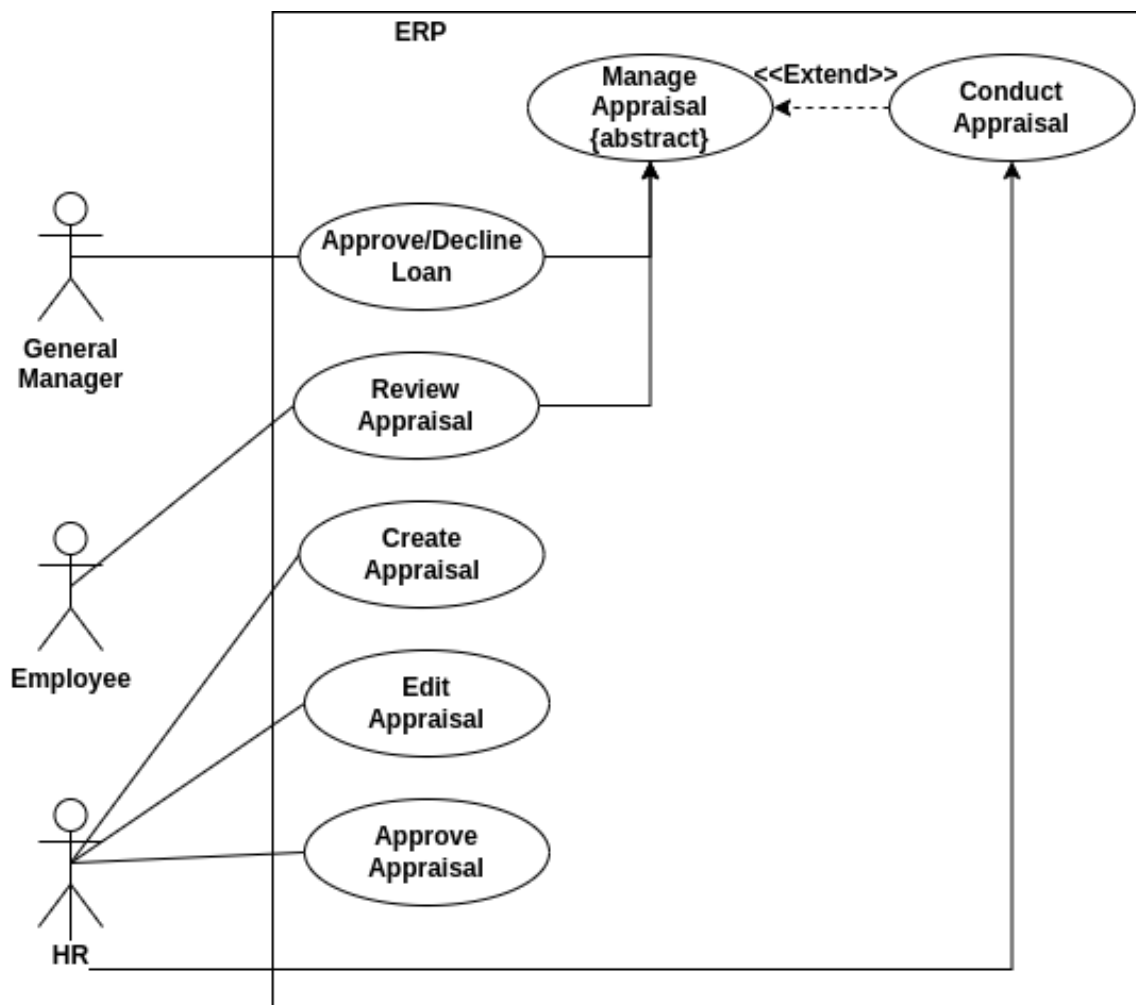 ERP
Manage
Appraisal
{abstract}
<<Extend>>
Conduct
Appraisal
Approve/Decline
Loan
General
Manager
Review
Appraisal
Create
Appraisal
Employee
Edit
Appraisal
Approve
Appraisal
HR